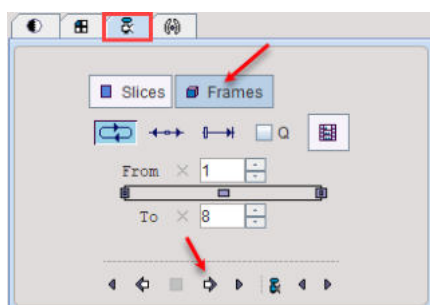 Slices Frames
Q
From 1
To 8